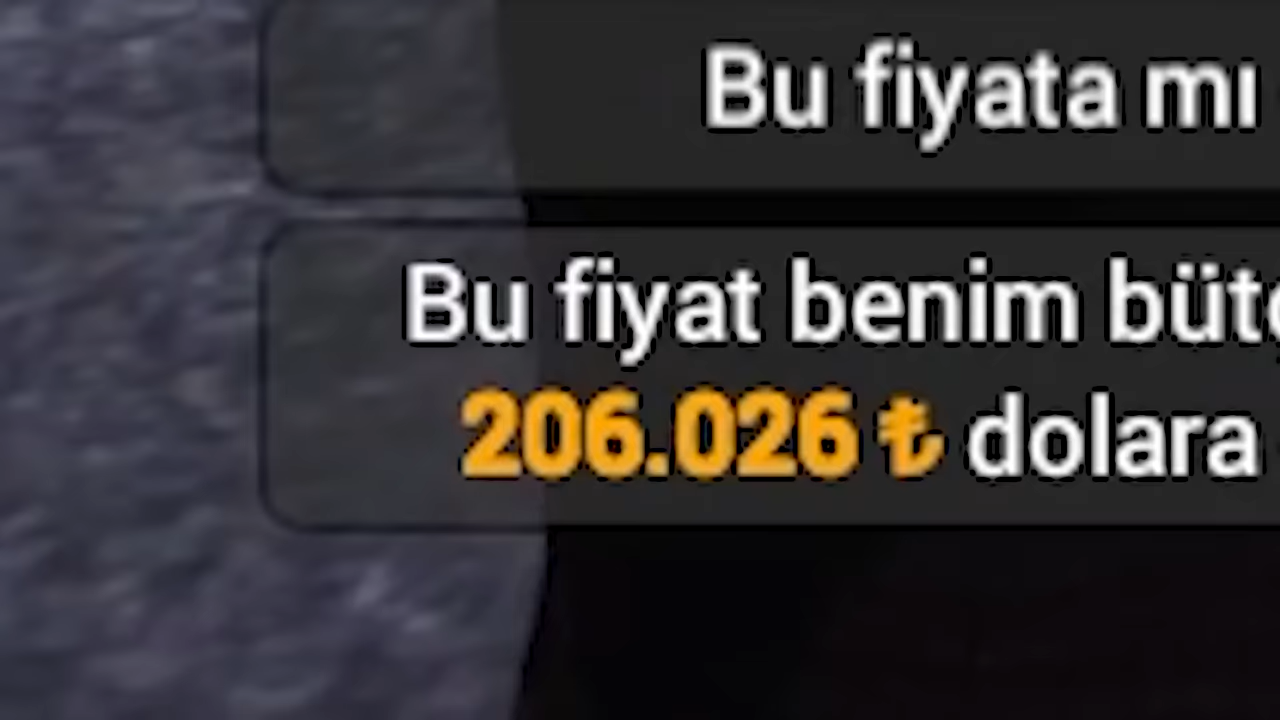 Bu fiyata mı
Bu fiyat benim
206.026 ₺ dolara